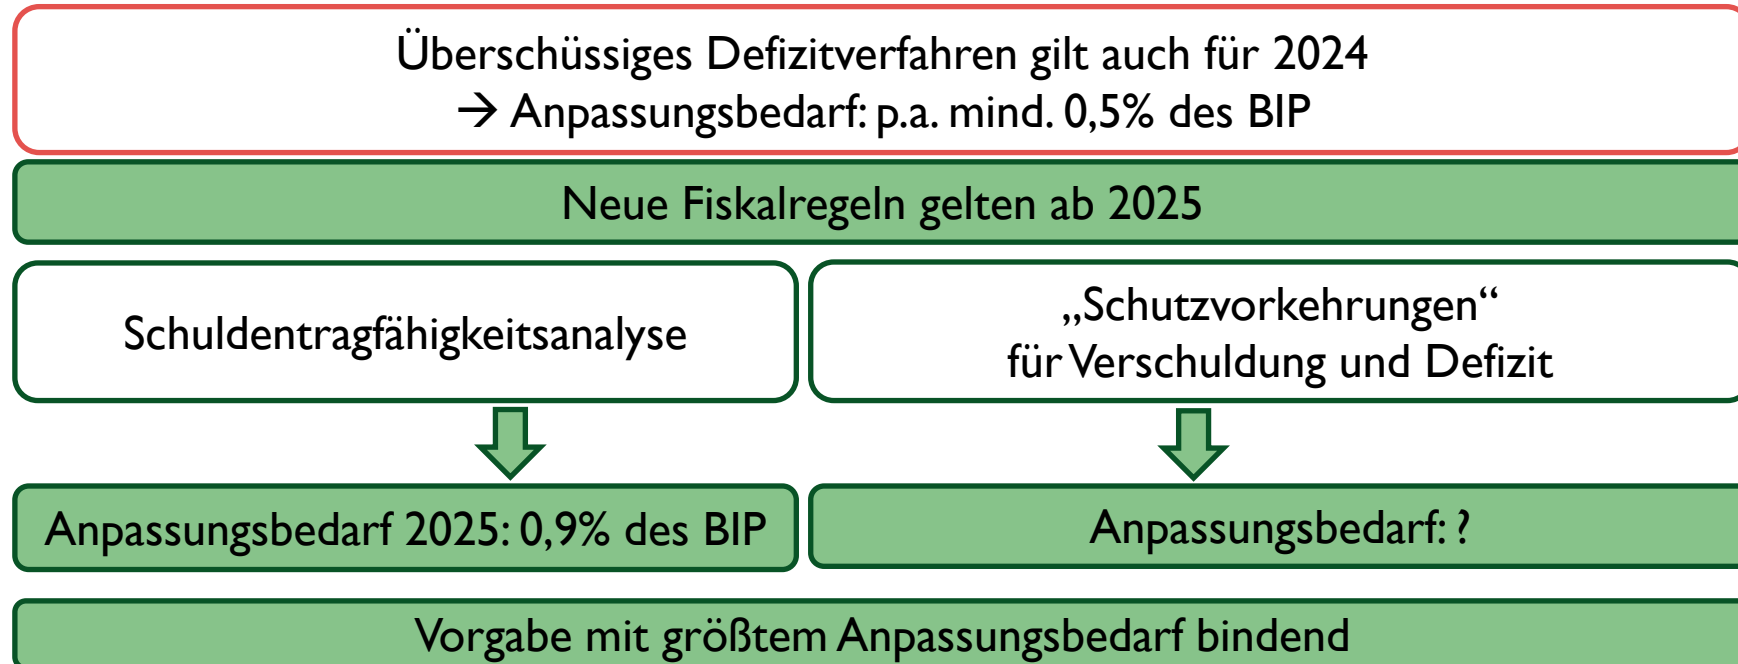 Überschüssiges Defizitverfahren gilt auch für 2024
→ Anpassungsbedarf: p.a. mind. 0,5% des BIP
Neue Fiskalregeln gelten ab 2025
Schuldentragfähigkeitsanalyse
„Schutzvorkehrungen“
für Verschuldung und Defizit
Anpassungsbedarf 2025: 0,9% des BIP
Anpassungsbedarf: ?
Vorgabe mit größtem Anpassungsbedarf bindend